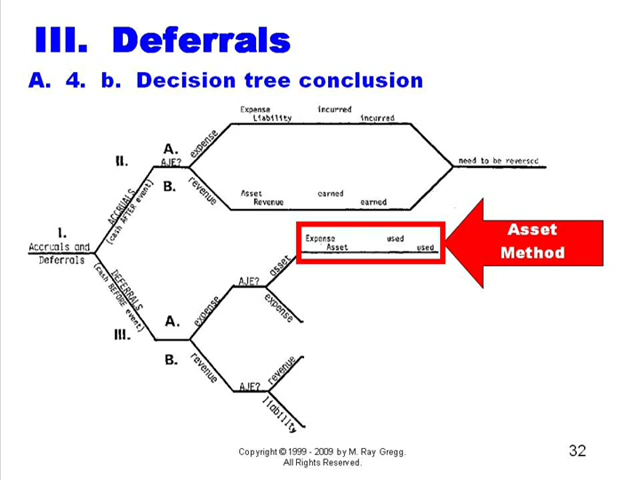 III. Deferrals
A. 4. b. Decision tree conclusion
Expense incurred
Liability incurred
A.
AJE?
expense
II.
need to be reversed
B.
revenue
Asset earned
Revenue earned
ACCRUALS
(cash AFTER event)
I.
Accruals and
Deferrals
DEFERRALS
(cash BEFORE event)
III.
Expense used
Asset used
Asset
Method
A.
expense
AJE?
asset
expense
B.
revenue
AJE?
revenue
liability
Copyright © 1999 - 2009 by M. Ray Gregg.
All Rights Reserved.
32